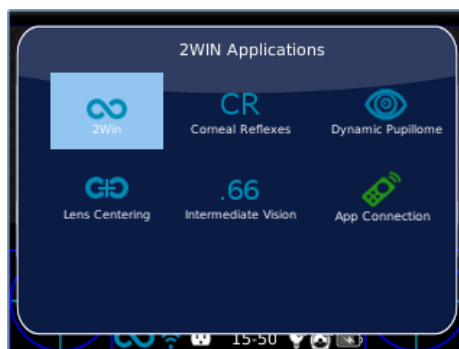 2WIN Applications
CR
2Win
Corneal Reflexes
Dynamic Pupillome
.66
Lens Centering
Intermediate Vision
App Connection
15-50